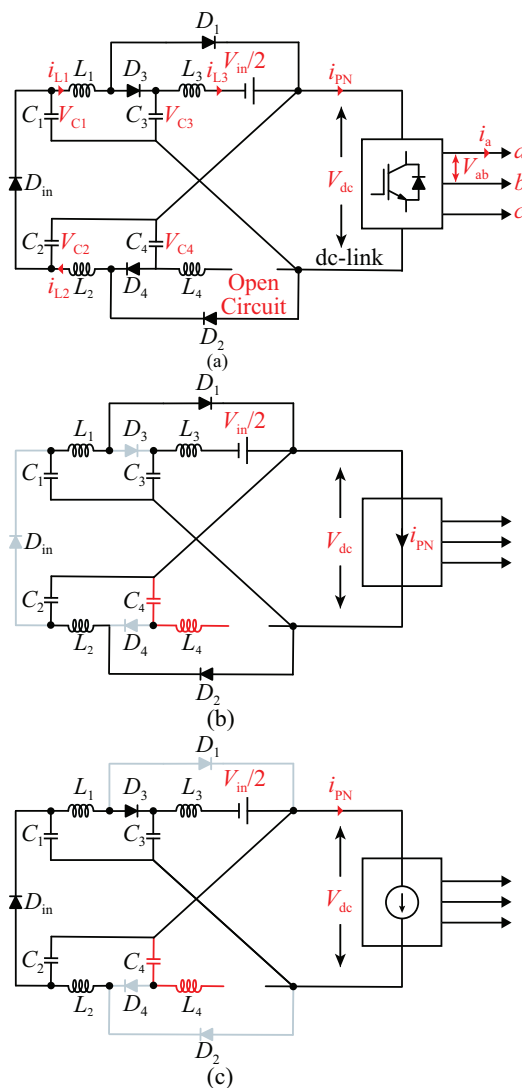 D1
iL1 L1 D3 L3 iL3 Vin/2 iPN
C1 VC1 C3 VC3
ia a
Vab
Din Vdc b
c
C2 VC2 C4 VC4
dc-link
iL2 L2 D4 L4 Open
Circuit
D2
(a)
D1
L1 D3 L3 Vin/2
C1 C3
Din Vdc iPN
C2 C4
L2 D4 L4
D2
(b)
D1
L1 D3 L3 Vin/2 iPN
C1 C3
Din Vdc
C2 C4
L2 D4 L4
D2
(c)